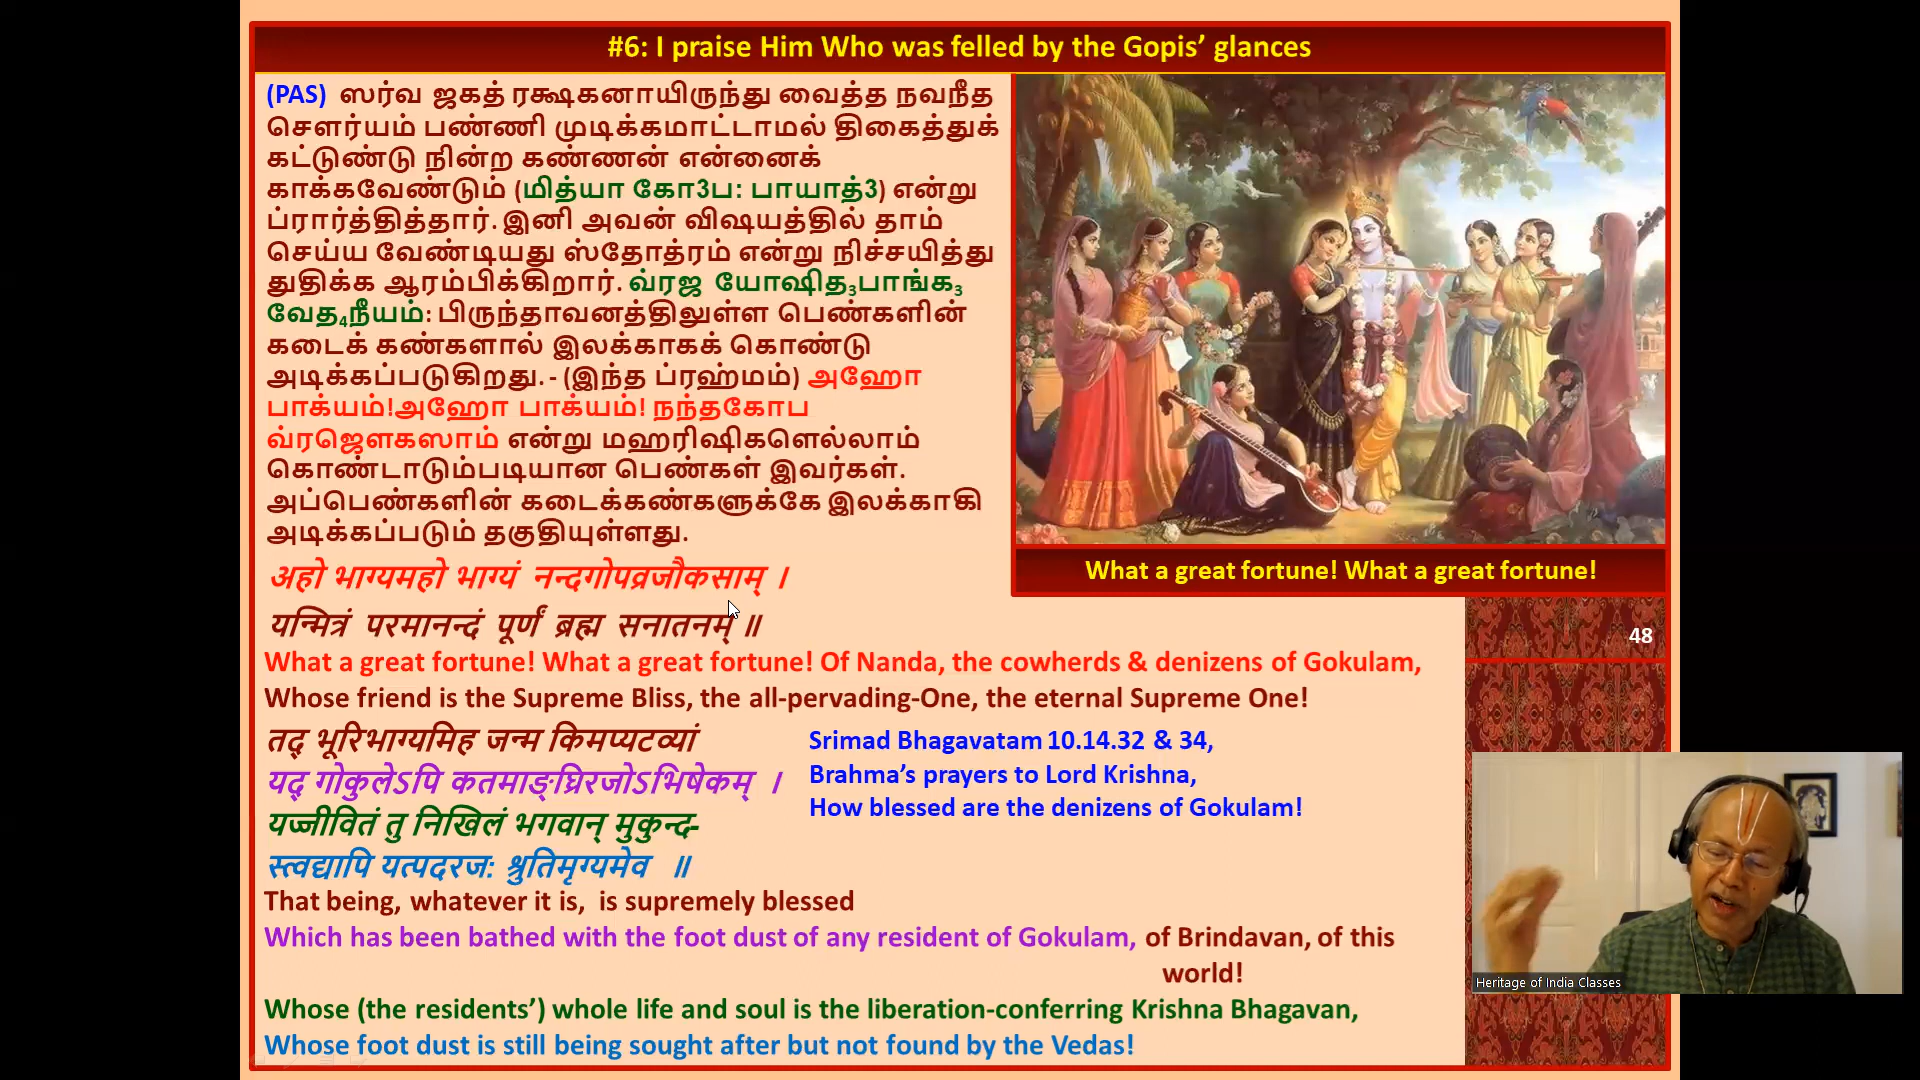 #6: I praise Him Who was felled by the Gopis’ glances
(PAS) ஸர்வ ஜகத் ரக்ஷகனாயிருந்து வைத்த நவநீத
சௌர்யம் பண்ணி முடிக்கமாட்டாமல் திகைத்துக்
கட்டுண்டு நின்ற கண்ணன் என்னைக்
காக்கவேண்டும் (மித்யா கோ3ப: பாயாத்3) என்று
ப்ரார்த்தித்தார். இனி அவன் விஷயத்தில் தாம்
செய்ய வேண்டியது ஸ்தோத்ரம் என்று நிச்சயித்து
துதிக்க ஆரம்பிக்கிறார். வ்ரஜ யோஷித₃பாங்க₃
வேத₄நீயம்: பிருந்தாவனத்திலுள்ள பெண்களின்
கடைக் கண்களால் இலக்காகக் கொண்டு
அடிக்கப்படுகிறது. - (இந்த ப்ரஹ்மம்) அஹோ
பாக்யம்!அஹோ பாக்யம்! நந்தகோப
வ்ரஜௌகஸாம் என்று மஹரிஷிகளெல்லாம்
கொண்டாடும்படியான பெண்கள் இவர்கள்.
அப்பெண்களின் கடைக்கண்களுக்கே இலக்காகி
அடிக்கப்படும் தகுதியுள்ளது.
What a great fortune! What a great fortune!
अहो भाग्यमहो भाग्यं नन्दगोपव्रजौकसाम् ।
यन्मित्रं परमानन्दं पूर्णं ब्रह्म सनातनम् ॥
48
What a great fortune! What a great fortune! Of Nanda, the cowherds & denizens of Gokulam,
Whose friend is the Supreme Bliss, the all-pervading-One, the eternal Supreme One!
तद् भूरिभाग्यमिह जन्म किमप्यटव्यां
यद् गोकुलेऽपि कतमाङ्घ्रिरजोऽभिषेकम् ।
यज्जीवितं तु निखिलं भगवान् मुकुन्द-
स्त्वद्यापि यत्पदरज: श्रुतिमृग्यमेव ॥
Srimad Bhagavatam 10.14.32 & 34,
Brahma’s prayers to Lord Krishna,
How blessed are the denizens of Gokulam!
That being, whatever it is, is supremely blessed
Which has been bathed with the foot dust of any resident of Gokulam, of Brindavan, of this
world!
Whose (the residents’) whole life and soul is the liberation-conferring Krishna Bhagavan,
Whose foot dust is still being sought after but not found by the Vedas!
Heritage of India Classes